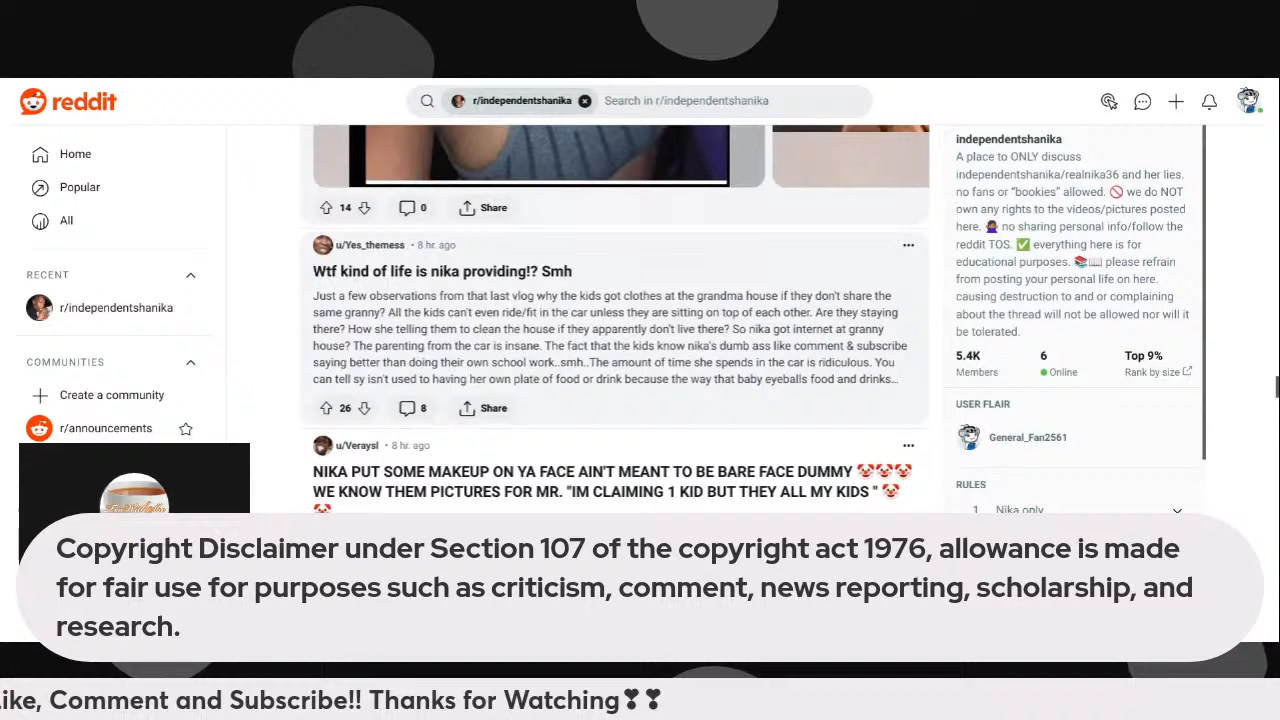 reddit
r/independentshanika
Search in r/independentshanika
Home
Popular
All
RECENT
r/independentshanika
COMMUNITIES
Create a community
r/announcements
14
0
Share
u/Yes_themess • 8 hr. ago
Wtf kind of life is nika providing!? Smh
Just a few observations from that last vlog why the kids got clothes at the grandma house if they don't share the
same granny? All the kids can't even ride/fit in the car unless they are sitting on top of each other. Are they staying
there? How she telling them to clean the house if they apparently don't live there? So nika got internet at granny
house? The parenting from the car is insane. The fact that the kids know nika's dumb ass like comment & subscribe
saying better than doing their own school work..smh..The amount of time she spends in the car is ridiculous. You
can tell sy isn't used to having her own plate of food or drink because the way that baby eyeballs food and drinks...
26
8
Share
u/Veraysl • 8 hr. ago
NIKA PUT SOME MAKEUP ON YA FACE AIN'T MEANT TO BE BARE FACE DUMMY 🤡🤡🤡
WE KNOW THEM PICTURES FOR MR. "IM CLAIMING 1 KID BUT THEY ALL MY KIDS " 🤡
🤡
independentshanika
A place to ONLY discuss
independentshanika/realnika36 and her lies.
no fans or "bookies" allowed. 🚫 we do NOT
own any rights to the videos/pictures posted
here. 🙅🏾‍♀️ no sharing personal info/follow the
reddit TOS. ✅ everything here is for
educational purposes. 📚📖 please refrain
from posting your personal life on here.
causing destruction to and or complaining
about the thread will not be allowed nor will it
be tolerated.
5.4K
6
Top 9%
Members
Online
Rank by size
USER FLAIR
General_Fan2561
RULES
1 Nika only
Copyright Disclaimer under Section 107 of the copyright act 1976, allowance is made
for fair use for purposes such as criticism, comment, news reporting, scholarship, and
research.
Like, Comment and Subscribe!! Thanks for Watching❣❣